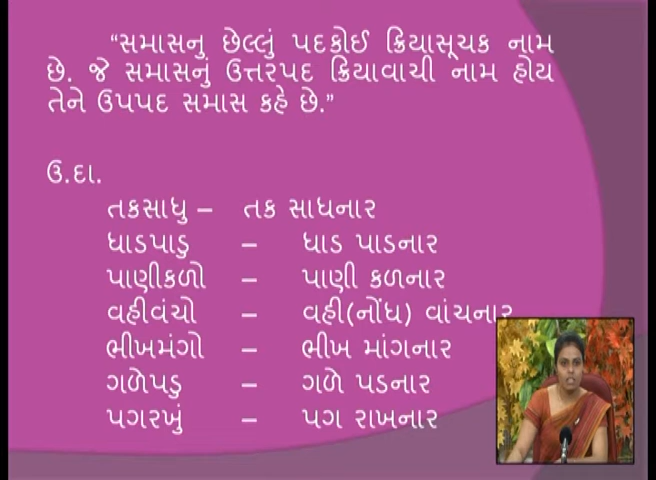 “સમાસનુ છેલ્લું પદકોઈ ક્રિયાસૂચક નામ
છે. જે સમાસનું ઉત્તરપદ ક્રિયાવાચી નામ હોય
તેને ઉપપદ સમાસ કહે છે.”
ઉ.દા.
તકસાધુ – તક સાધનાર
ધાડપાડુ – ધાડ પાડનાર
પાણીકળો – પાણી કળનાર
વહીવંચો – વહી(નોંધ) વાંચનાર
ભીખમંગો – ભીખ માંગનાર
ગળેપડુ – ગળે પડનાર
પગરખું – પગ રાખનાર